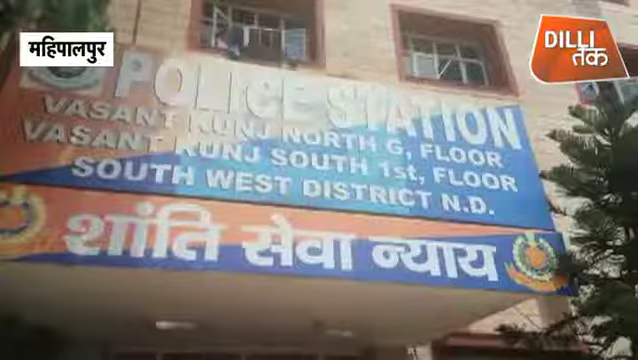 महिपालपुर
DILLI
तक
POLICE STATION
VASANT KUNJ NORTH G, FLOOR
VASANT KUNJ SOUTH 1st, FLOOR
SOUTH WEST DISTRICT N.D.
शांति सेवा न्याय